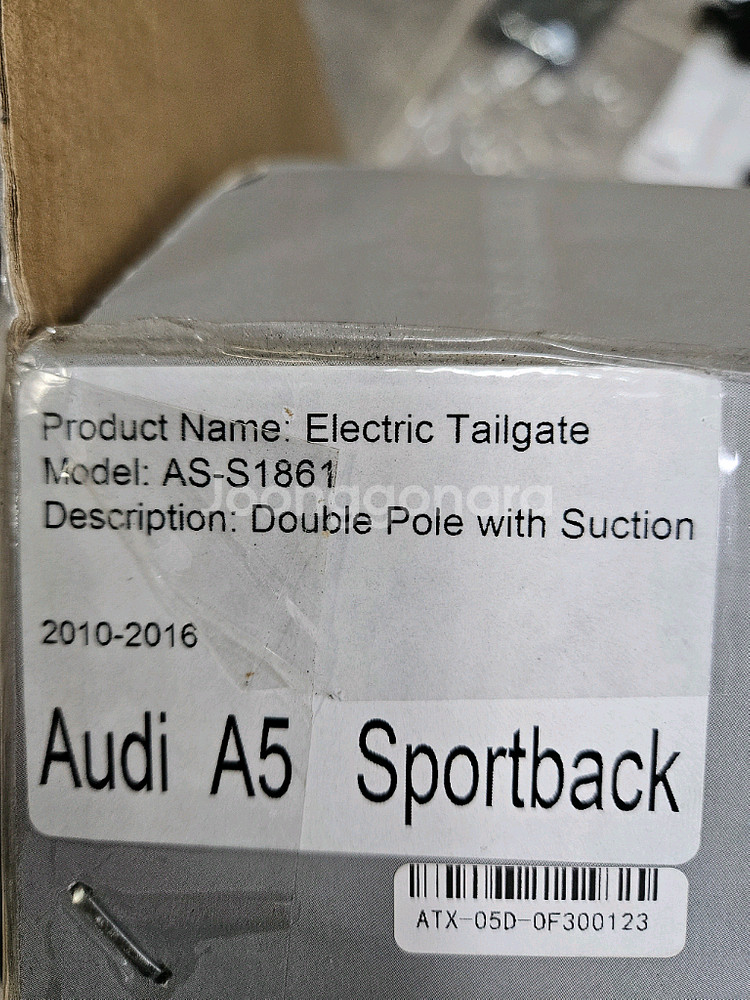 Product Name: Electric Tailgate
Model: AS-S1861
Joonggonara
Description: Double Pole with Suction
2010-2016
Audi A5 Sportback
ATX-05D-0F300123